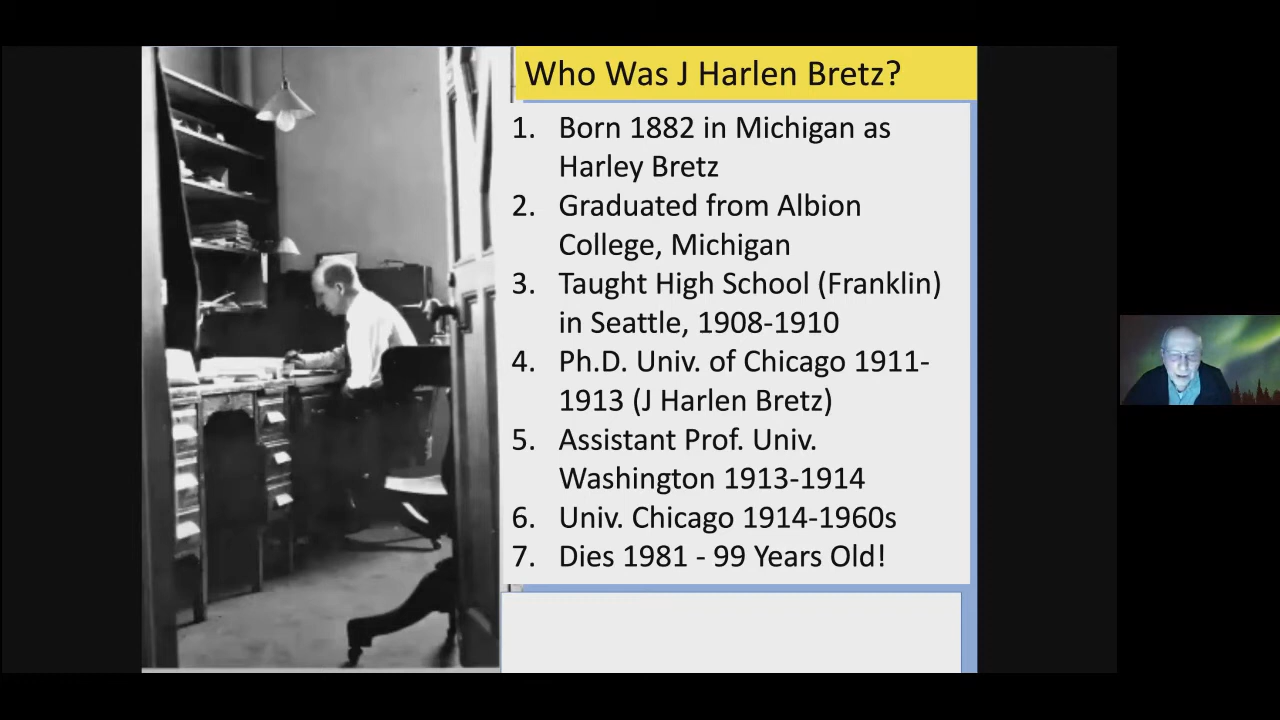 Who Was J Harlen Bretz?
1. Born 1882 in Michigan as
Harley Bretz
2. Graduated from Albion
College, Michigan
3. Taught High School (Franklin)
in Seattle, 1908-1910
4. Ph.D. Univ. of Chicago 1911-
1913 (J Harlen Bretz)
5. Assistant Prof. Univ.
Washington 1913-1914
6. Univ. Chicago 1914-1960s
7. Dies 1981 - 99 Years Old!